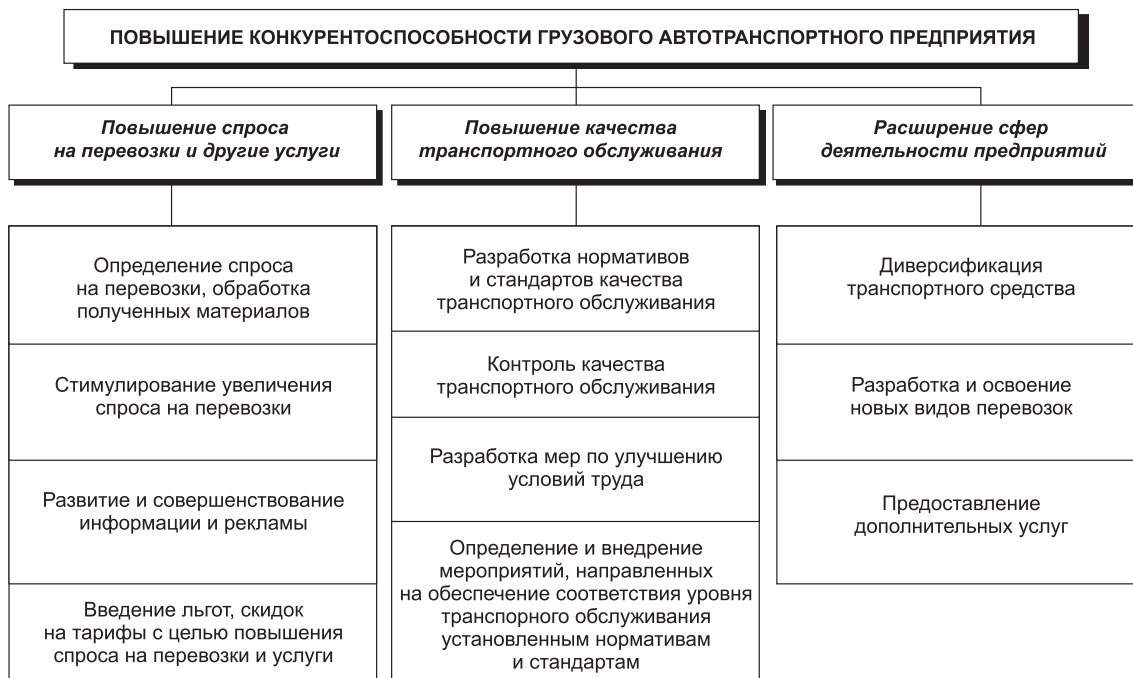 ПОВЫШЕНИЕ КОНКУРЕНТОСПОСОБНОСТИ ГРУЗОВОГО АВТОТРАНСПОРТНОГО ПРЕДПРИЯТИЯ
Повышение спроса
на перевозки и другие услуги
Определение спроса
на перевозки, обработка
полученных материалов
Стимулирование увеличения
спроса на перевозки
Развитие и совершенствование
информации и рекламы
Введение льгот, скидок
на тарифы с целью повышения
спроса на перевозки и услуги
Повышение качества
транспортного обслуживания
Разработка нормативов
и стандартов качества
транспортного обслуживания
Контроль качества
транспортного обслуживания
Разработка мер по улучшению
условий труда
Определение и внедрение
мероприятий, направленных
на обеспечение соответствия уровня
транспорного обслуживания
установленным нормативам
и стандартам
Расширение сфер
деятельности предприятий
Диверсификация
транспортного средства
Разработка и освоение
новых видов перевозок
Предоставление
дополнительных услуг